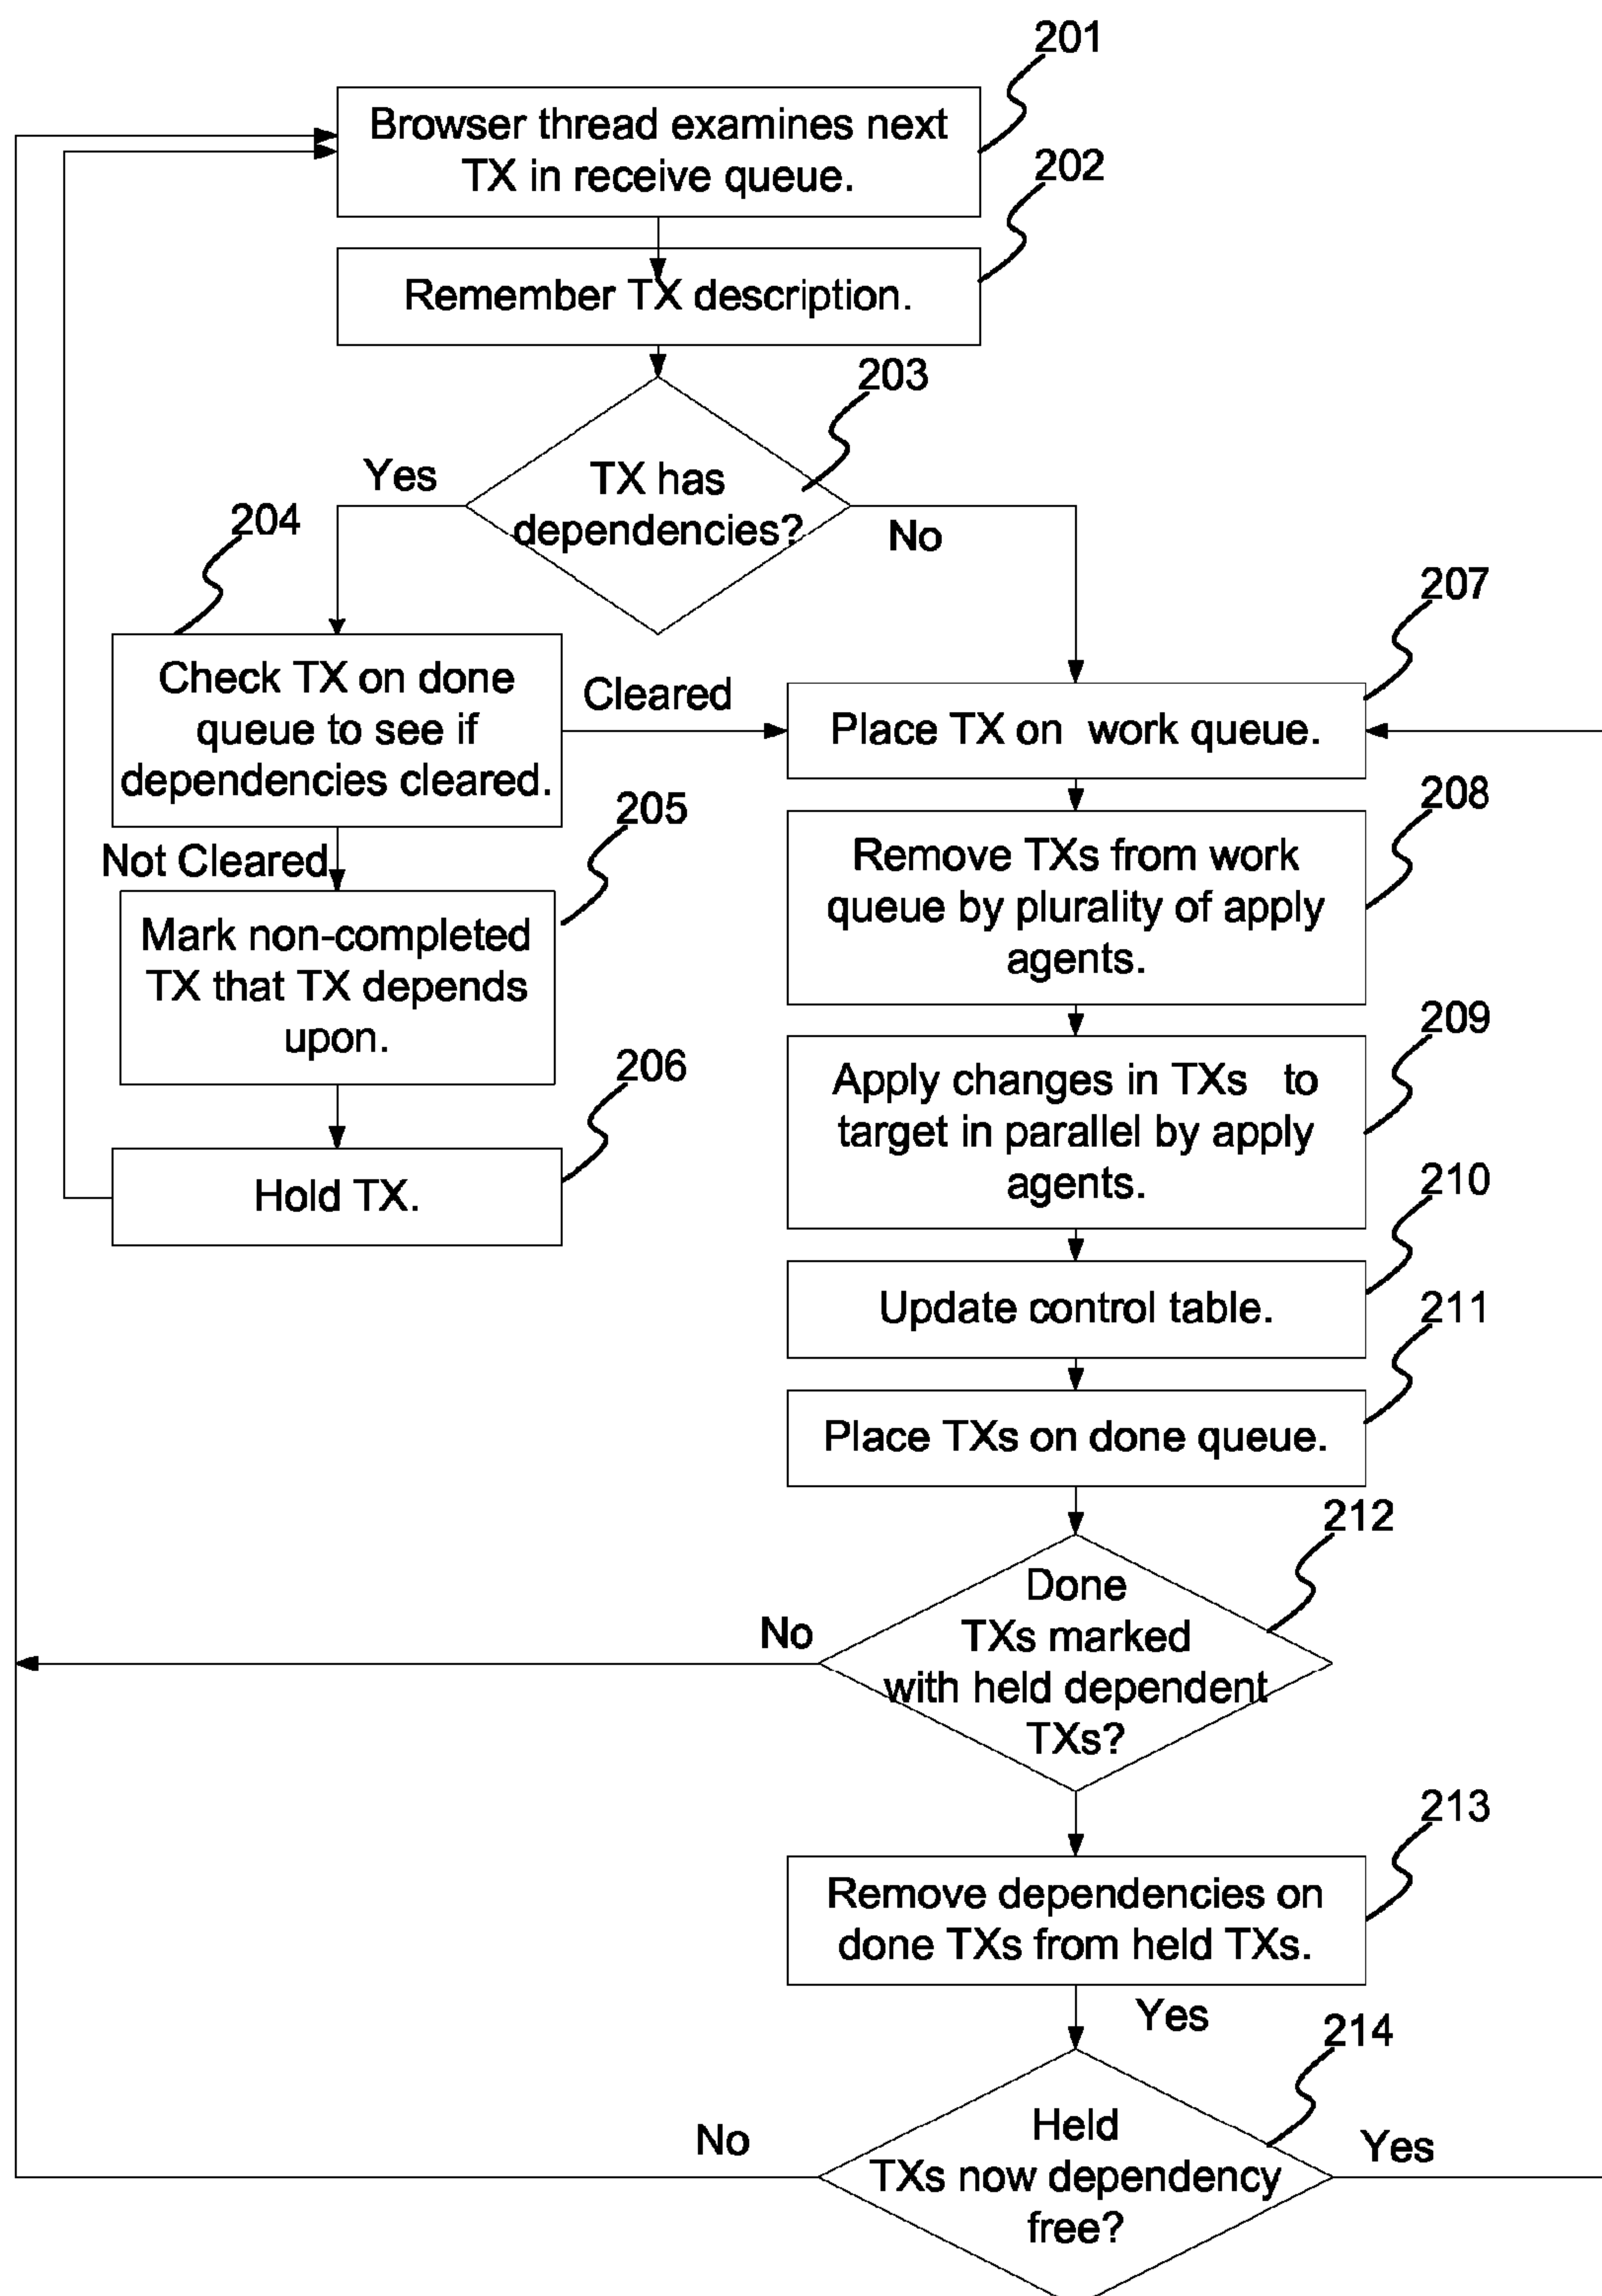 201
Browser thread examines next
TX in receive queue.
202
Remember TX description.
203
TX has
dependencies?
Yes
No
204
Check TX on done
queue to see if
dependencies cleared.
Cleared
Not Cleared
205
Mark non-completed
TX that TX depends
upon.
206
Hold TX.
207
Place TX on work queue.
208
Remove TXs from work
queue by plurality of apply
agents.
209
Apply changes in TXs to
target in parallel by apply
agents.
210
Update control table.
211
Place TXs on done queue.
212
Done
TXs marked
with held dependent
TXs?
No
213
Remove dependencies on
done TXs from held TXs.
Yes
214
Held
TXs now dependency
free?
No
Yes